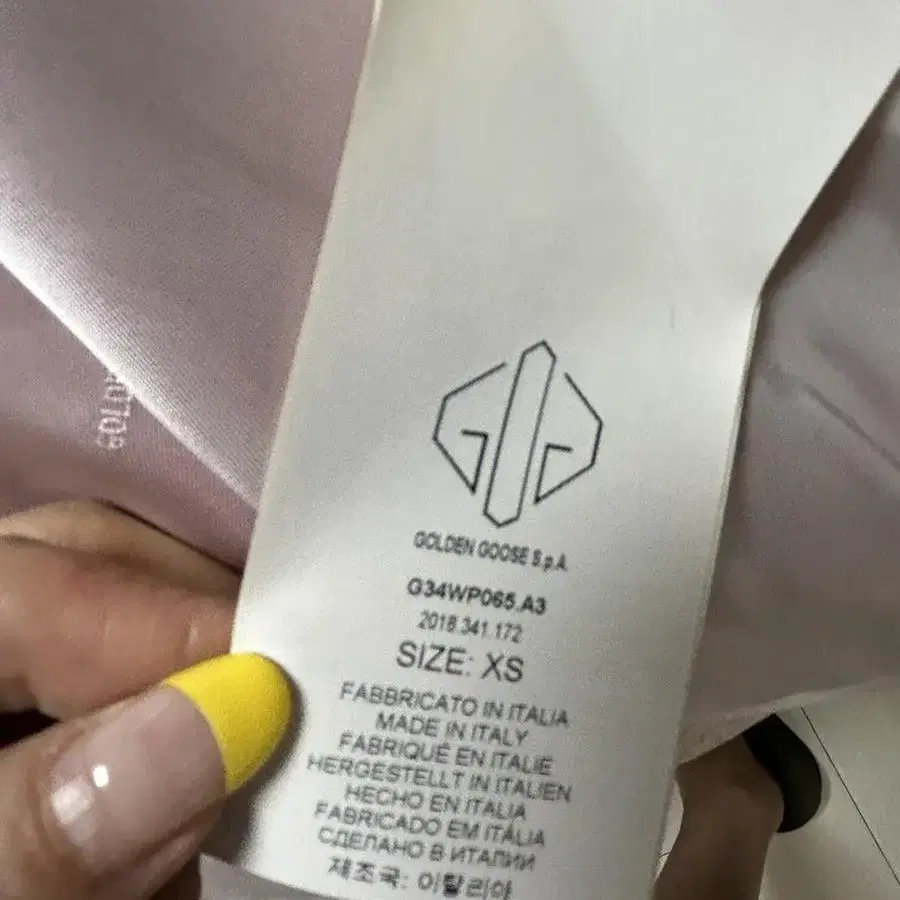 GOLD
GOLDEN GOOSE S.p.A.
G34WP065.A3
2018.341.172
SIZE: XS
FABBRICATO IN ITALIA
MADE IN ITALY
FABRIQUÉ EN ITALIE
HERGESTELLT IN ITALIEN
HECHO EN ITALIA
FABRICADO EM ITÁLIA
СДЕЛАНО В ИТАЛИИ
제조국: 이탈리아